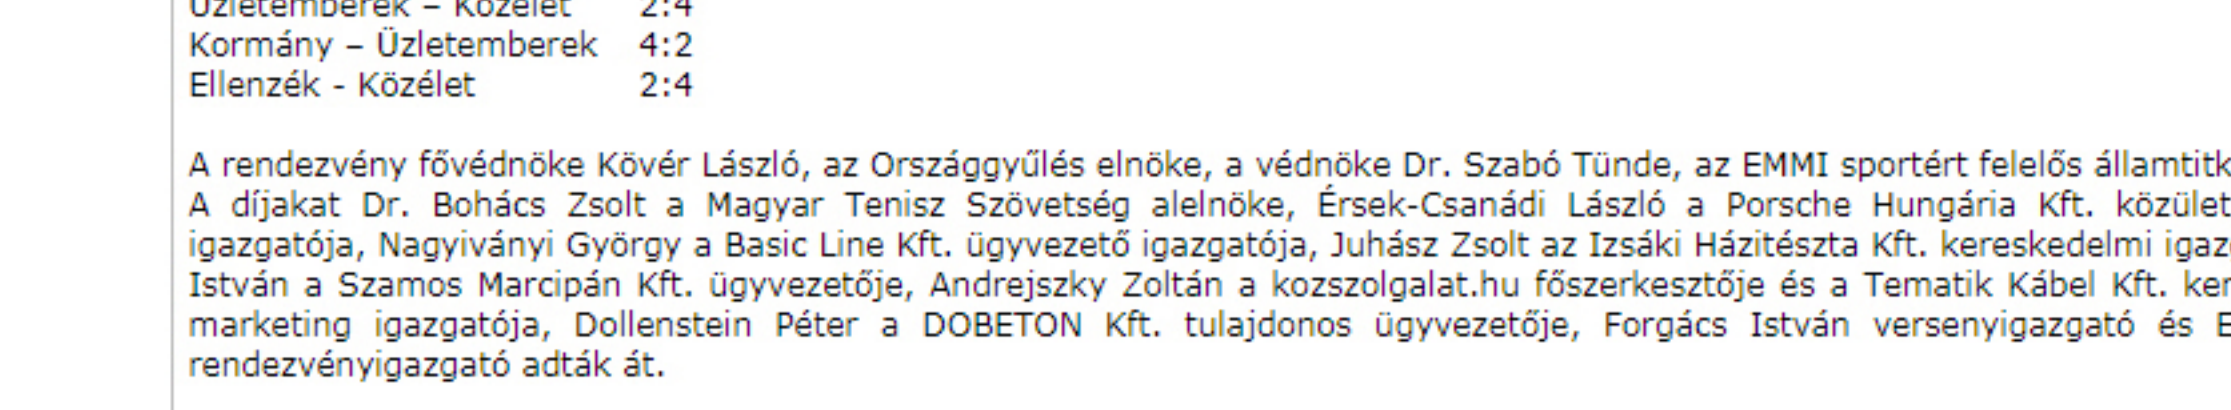 Üzletemberek – Közélet 2:4
Kormány – Üzletemberek 4:2
Ellenzék - Közélet 2:4
A rendezvény fővédnöke Kövér László, az Országgyűlés elnöke, a védnöke Dr. Szabó Tünde, az EMMI sportért felelős államtitk
A díjakat Dr. Bohács Zsolt a Magyar Tenisz Szövetség alelnöke, Érsek-Csanádi László a Porsche Hungária Kft. közület
igazgatója, Nagyiványi György a Basic Line Kft. ügyvezető igazgatója, Juhász Zsolt az Izsáki Házitészta Kft. kereskedelmi igaz
István a Szamos Marcipán Kft. ügyvezetője, Andrejszky Zoltán a kozszolgalat.hu főszerkesztője és a Tematik Kábel Kft. ker
marketing igazgatója, Dollenstein Péter a DOBETON Kft. tulajdonos ügyvezetője, Forgács István versenyigazgató és E
rendezvényigazgató adták át.